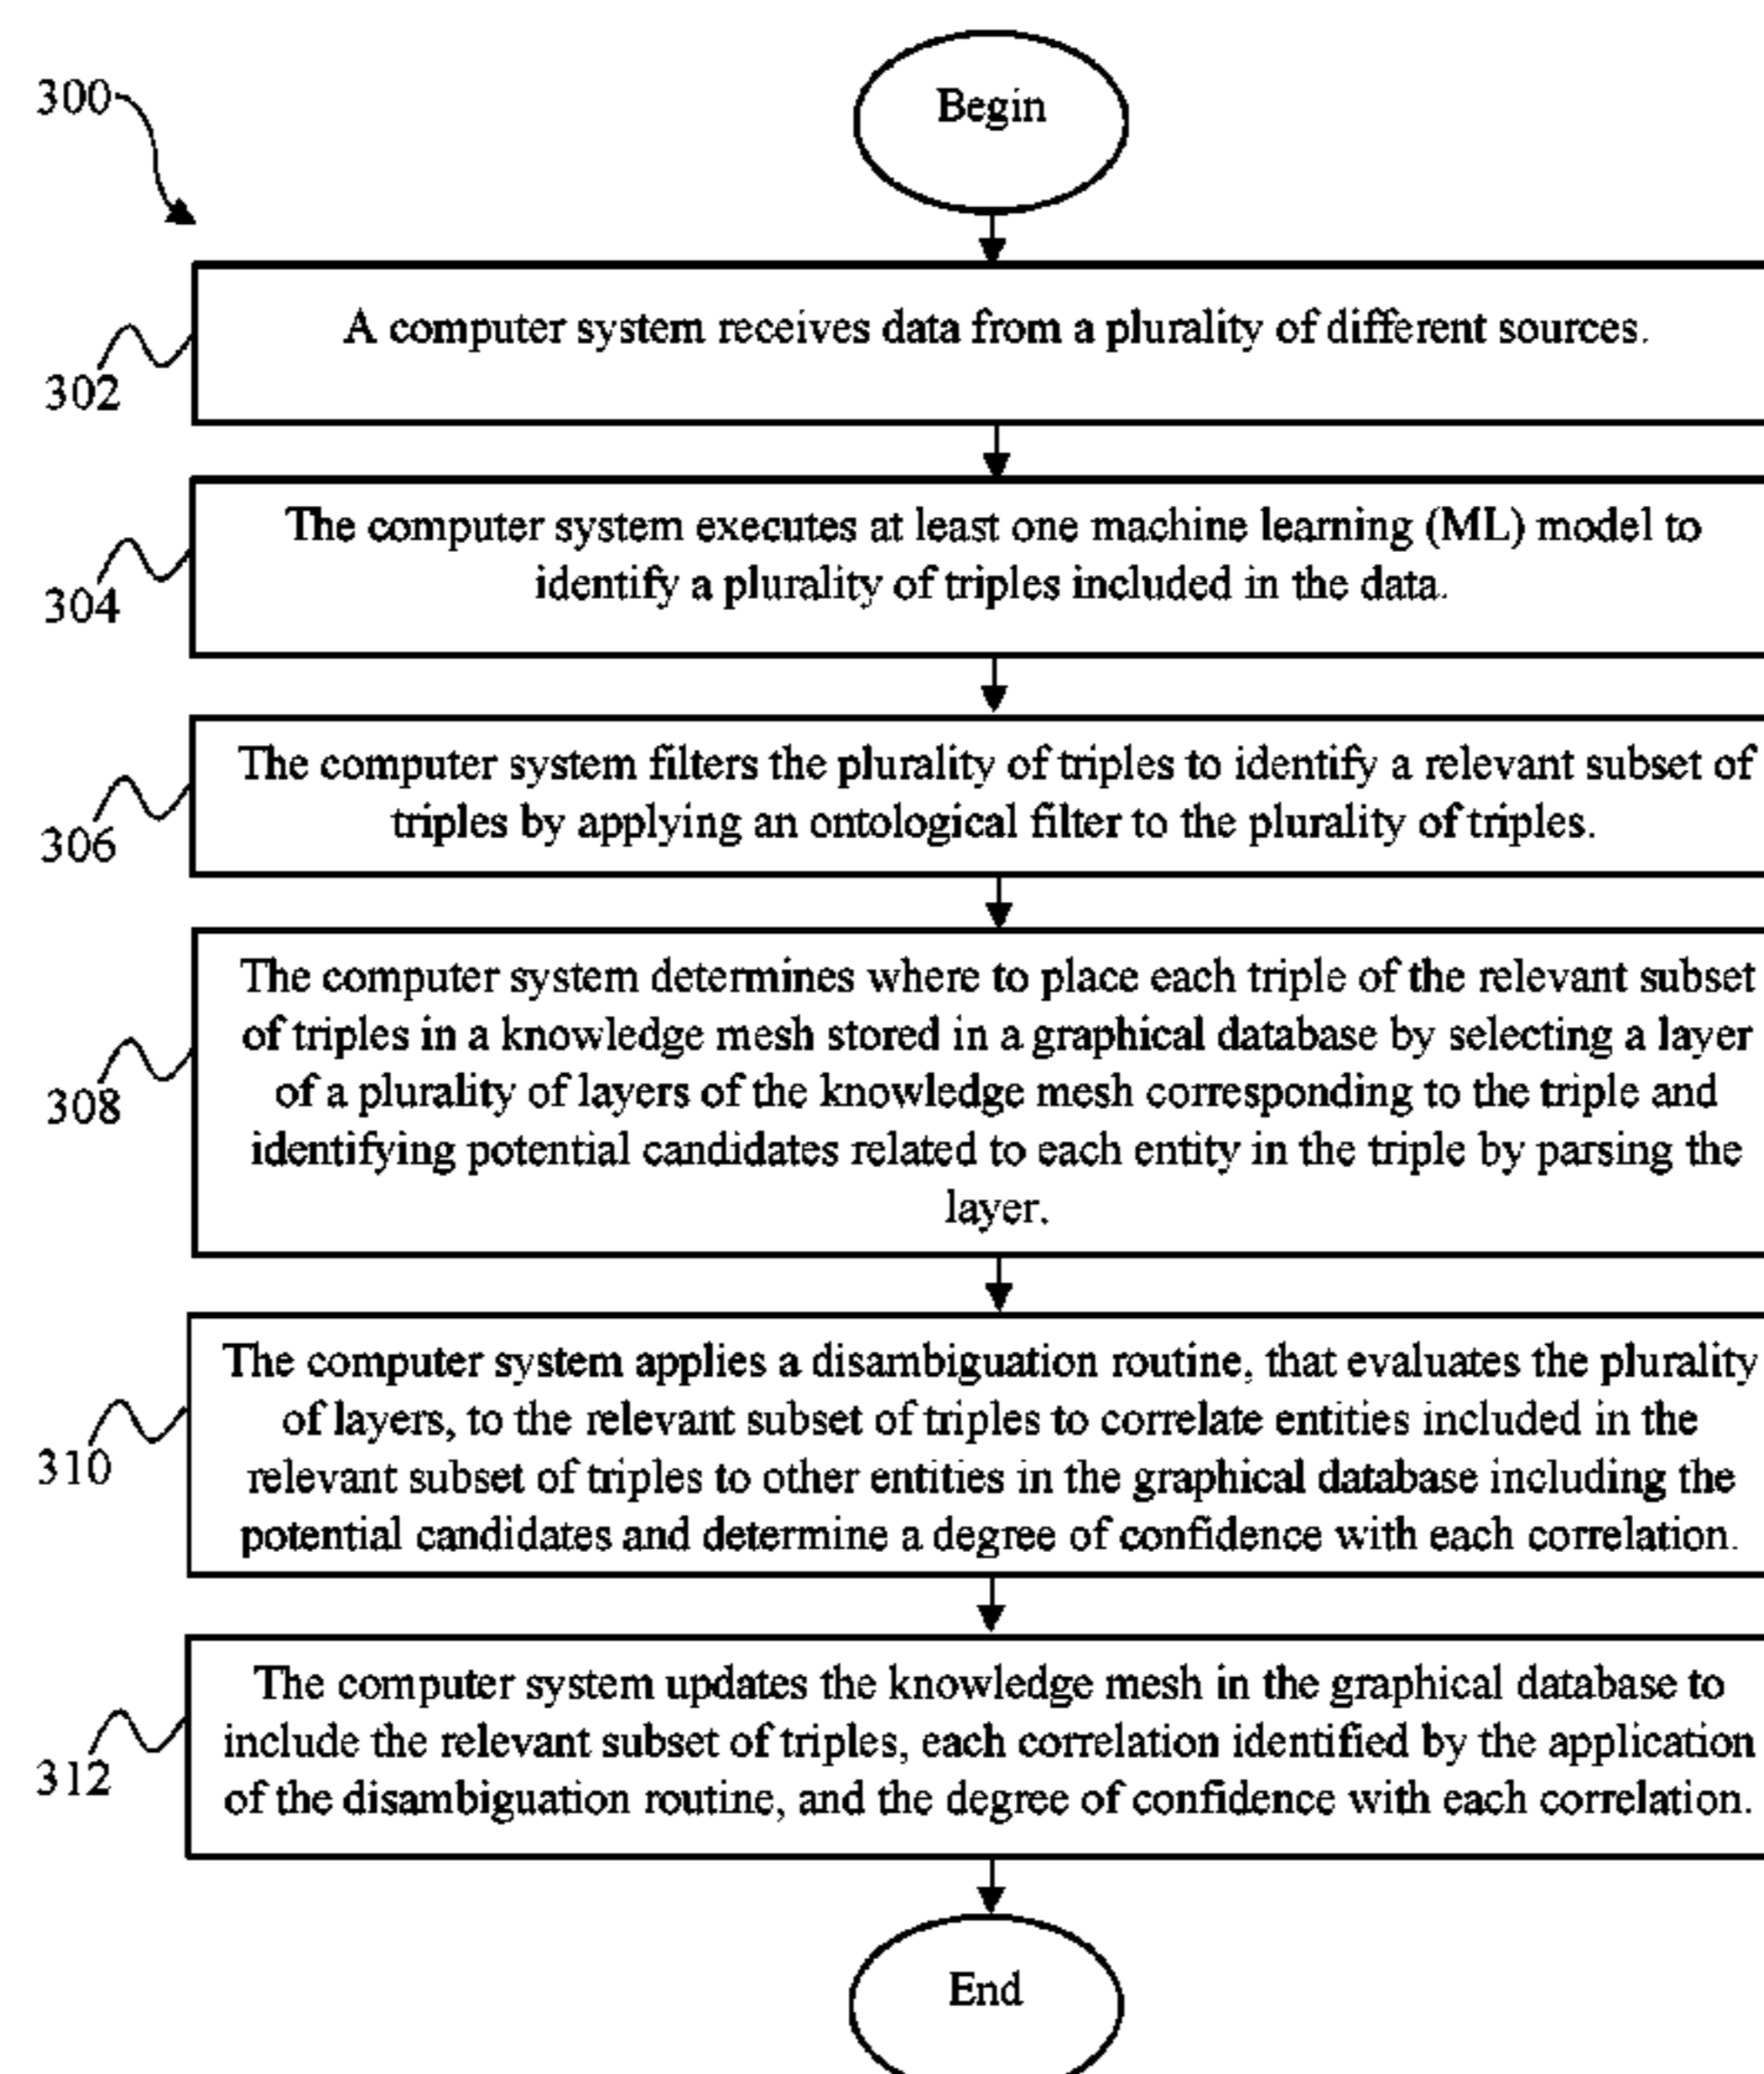 300
Begin
A computer system receives data from a plurality of different sources.
302
The computer system executes at least one machine learning (ML) model to
identify a plurality of triples included in the data.
304
The computer system filters the plurality of triples to identify a relevant subset of
triples by applying an ontological filter to the plurality of triples.
306
The computer system determines where to place each triple of the relevant subset
of triples in a knowledge mesh stored in a graphical database by selecting a layer
of a plurality of layers of the knowledge mesh corresponding to the triple and
identifying potential candidates related to each entity in the triple by parsing the
layer.
308
The computer system applies a disambiguation routine, that evaluates the plurality
of layers, to the relevant subset of triples to correlate entities included in the
relevant subset of triples to other entities in the graphical database including the
potential candidates and determine a degree of confidence with each correlation.
310
The computer system updates the knowledge mesh in the graphical database to
include the relevant subset of triples, each correlation identified by the application
of the disambiguation routine, and the degree of confidence with each correlation.
312
End